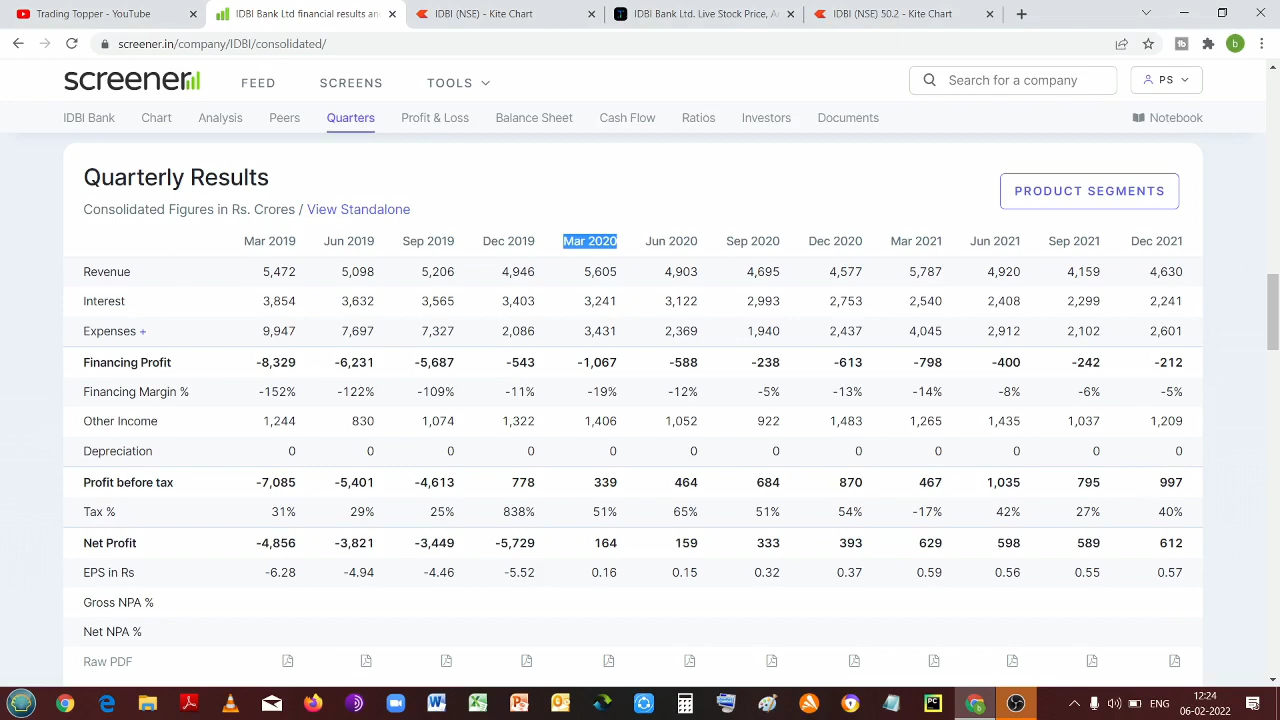 Trading Topper - YouTube
IDBI Bank Ltd financial results an
IDBI (NSE) - Kite Chart
IDBI Bank Ltd. Live Stock Price, A
IDBI (NSE) 50.2 - Kite Chart
screener.in/company/IDBI/consolidated/
b
screener
FEED SCREENS TOOLS
Search for a company
PS
IDBI Bank Chart Analysis Peers Quarters Profit & Loss Balance Sheet Cash Flow Ratios Investors Documents Notebook
Quarterly Results
PRODUCT SEGMENTS
Consolidated Figures in Rs. Crores / View Standalone
Mar 2019 Jun 2019 Sep 2019 Dec 2019 Mar 2020 Jun 2020 Sep 2020 Dec 2020 Mar 2021 Jun 2021 Sep 2021 Dec 2021
Revenue 5,472 5,098 5,206 4,946 5,605 4,903 4,695 4,577 5,787 4,920 4,159 4,630
Interest 3,854 3,632 3,565 3,403 3,241 3,122 2,993 2,753 2,540 2,408 2,299 2,241
Expenses + 9,947 7,697 7,327 2,086 3,431 2,369 1,940 2,437 4,045 2,912 2,102 2,601
Financing Profit -8,329 -6,231 -5,687 -543 -1,067 -588 -238 -613 -798 -400 -242 -212
Financing Margin % -152% -122% -109% -11% -19% -12% -5% -13% -14% -8% -6% -5%
Other Income 1,244 830 1,074 1,322 1,406 1,052 922 1,483 1,265 1,435 1,037 1,209
Depreciation 0 0 0 0 0 0 0 0 0 0 0 0
Profit before tax -7,085 -5,401 -4,613 778 339 464 684 870 467 1,035 795 997
Tax % 31% 29% 25% 838% 51% 65% 51% 54% -17% 42% 27% 40%
Net Profit -4,856 -3,821 -3,449 -5,729 164 159 333 393 629 598 589 612
EPS in Rs -6.28 -4.94 -4.46 -5.52 0.16 0.15 0.32 0.37 0.59 0.56 0.55 0.57
Gross NPA %
Net NPA %
Raw PDF
ENG
12:24
06-02-2022